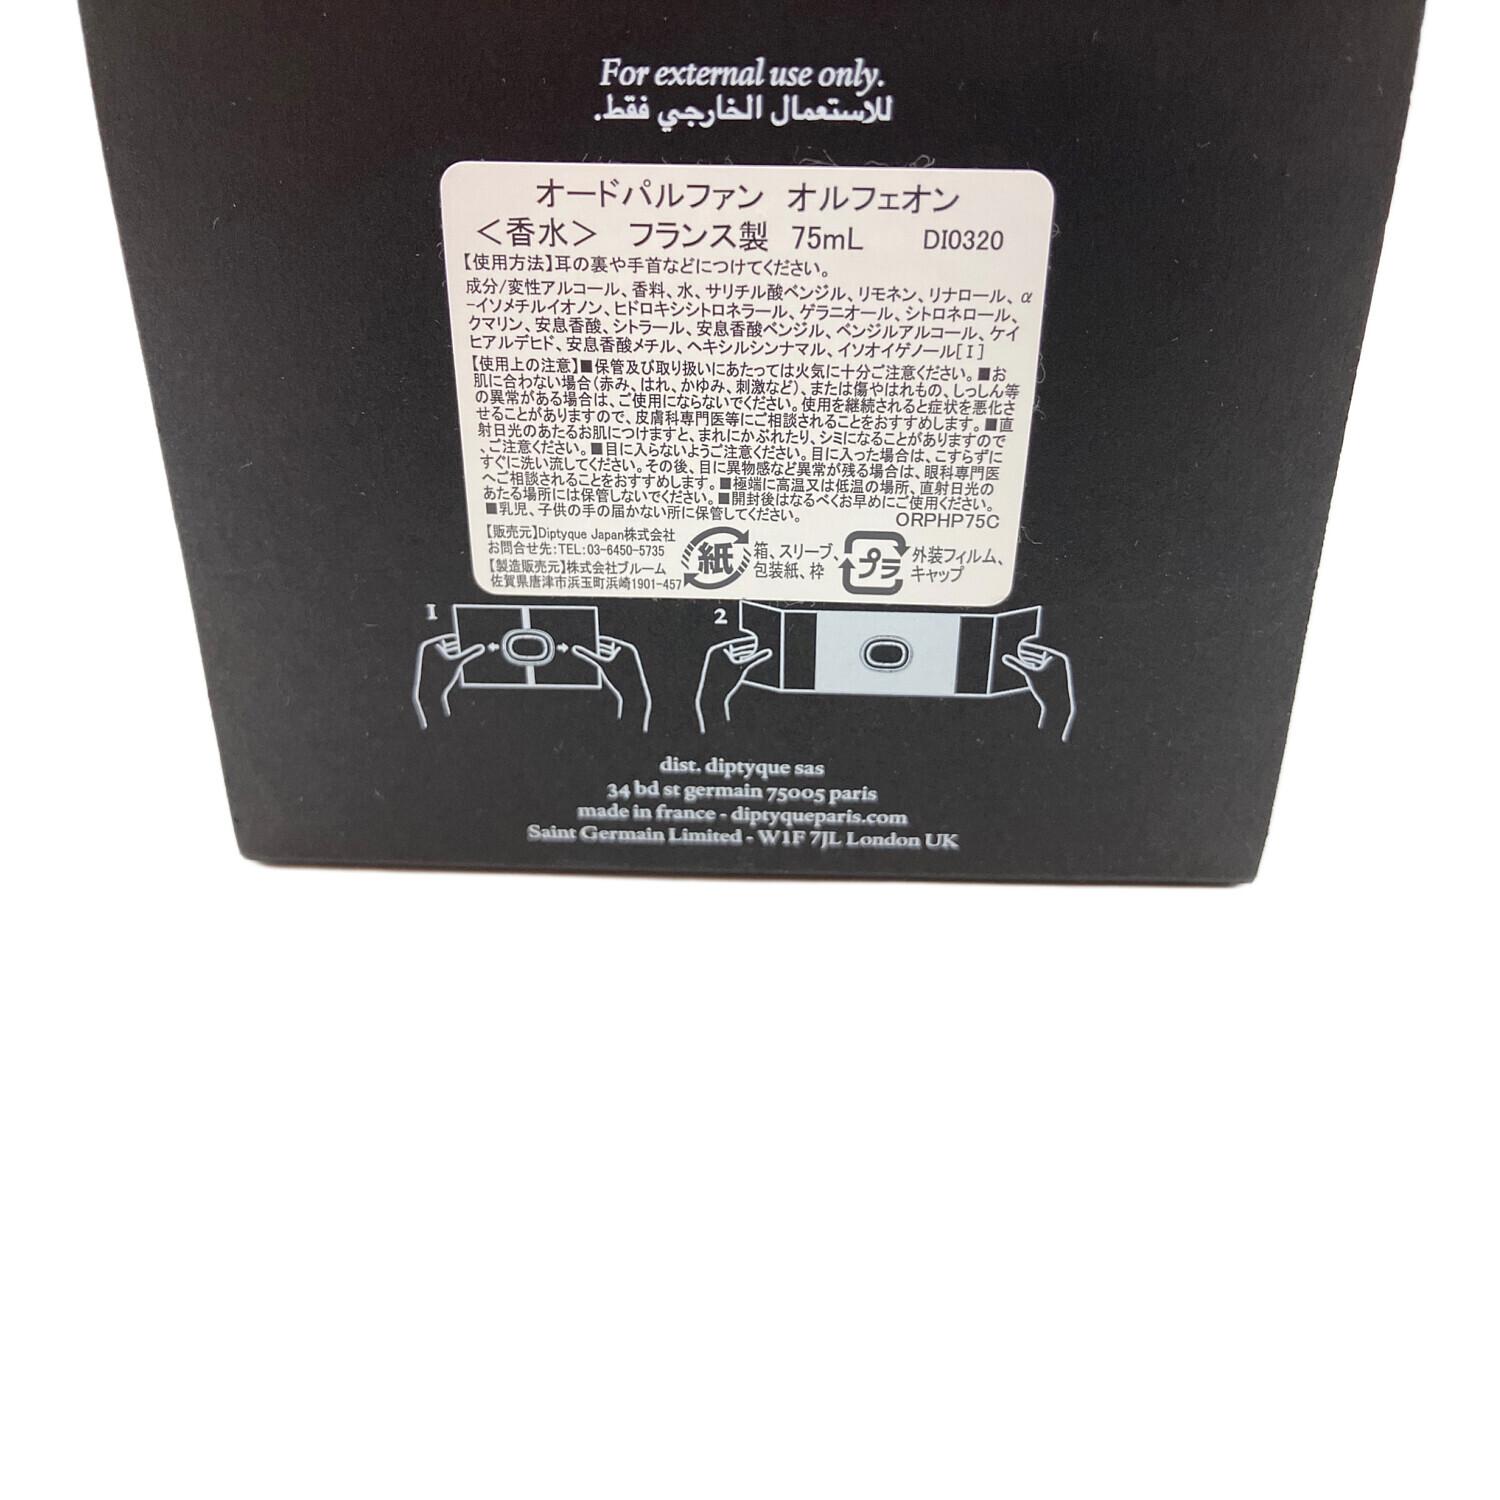 For external use only.
للاستعمال الخارجي فقط.
オードパルファン オルフェオン
＜香水＞ フランス製 75mL DI0320
【使用方法】耳の裏や手首などにつけてください。
成分/変性アルコール、香料、水、サリチル酸ベンジル、リモネン、リナロール、α
-イソメチルイオノン、ヒドロキシシトロネラール、ゲラニオール、シトロネロール、
クマリン、安息香酸、シトラール、安息香酸ベンジル、ベンジルアルコール、ケイ
ヒアルデヒド、安息香酸メチル、ヘキシルシンナマル、イソオイゲノール[I]
【使用上の注意】■保管及び取り扱いにあたっては火気に十分ご注意ください。■お
肌に合わない場合(赤み、はれ、かゆみ、刺激など)、または傷やはれもの、しっしん等
の異常がある場合は、ご使用にならないでください。使用を継続されると症状を悪化さ
せることがありますので、皮膚科専門医等にご相談されることをおすすめします。■直
射日光のあたるお肌につけますと、まれにかぶれたり、シミになることがありますので
、ご注意ください。■目に入らないようご注意ください。目に入った場合は、こすらずに
すぐに洗い流してください。その後、目に異物感など異常が残る場合は、眼科専門医
へご相談されることをおすすめします。■極端に高温又は低温の場所、直射日光の
あたる場所には保管しないでください。■開封後はなるべくお早めにご使用ください。
■乳児、子供の手の届かない所に保管してください。 ORPHP75C
【販売元】Diptyque Japan株式会社
お問合せ先:TEL:03-6450-5735
【製造販売元】株式会社ブルーム
佐賀県唐津市浜玉町浜崎1901-457
紙
箱、スリーブ、
包装紙、枠
プラ
外装フィルム、
キャップ
1
2
dist. diptyque sas
34 bd st germain 75005 paris
made in france - diptyqueparis.com
Saint Germain Limited - W1F 7JL London UK